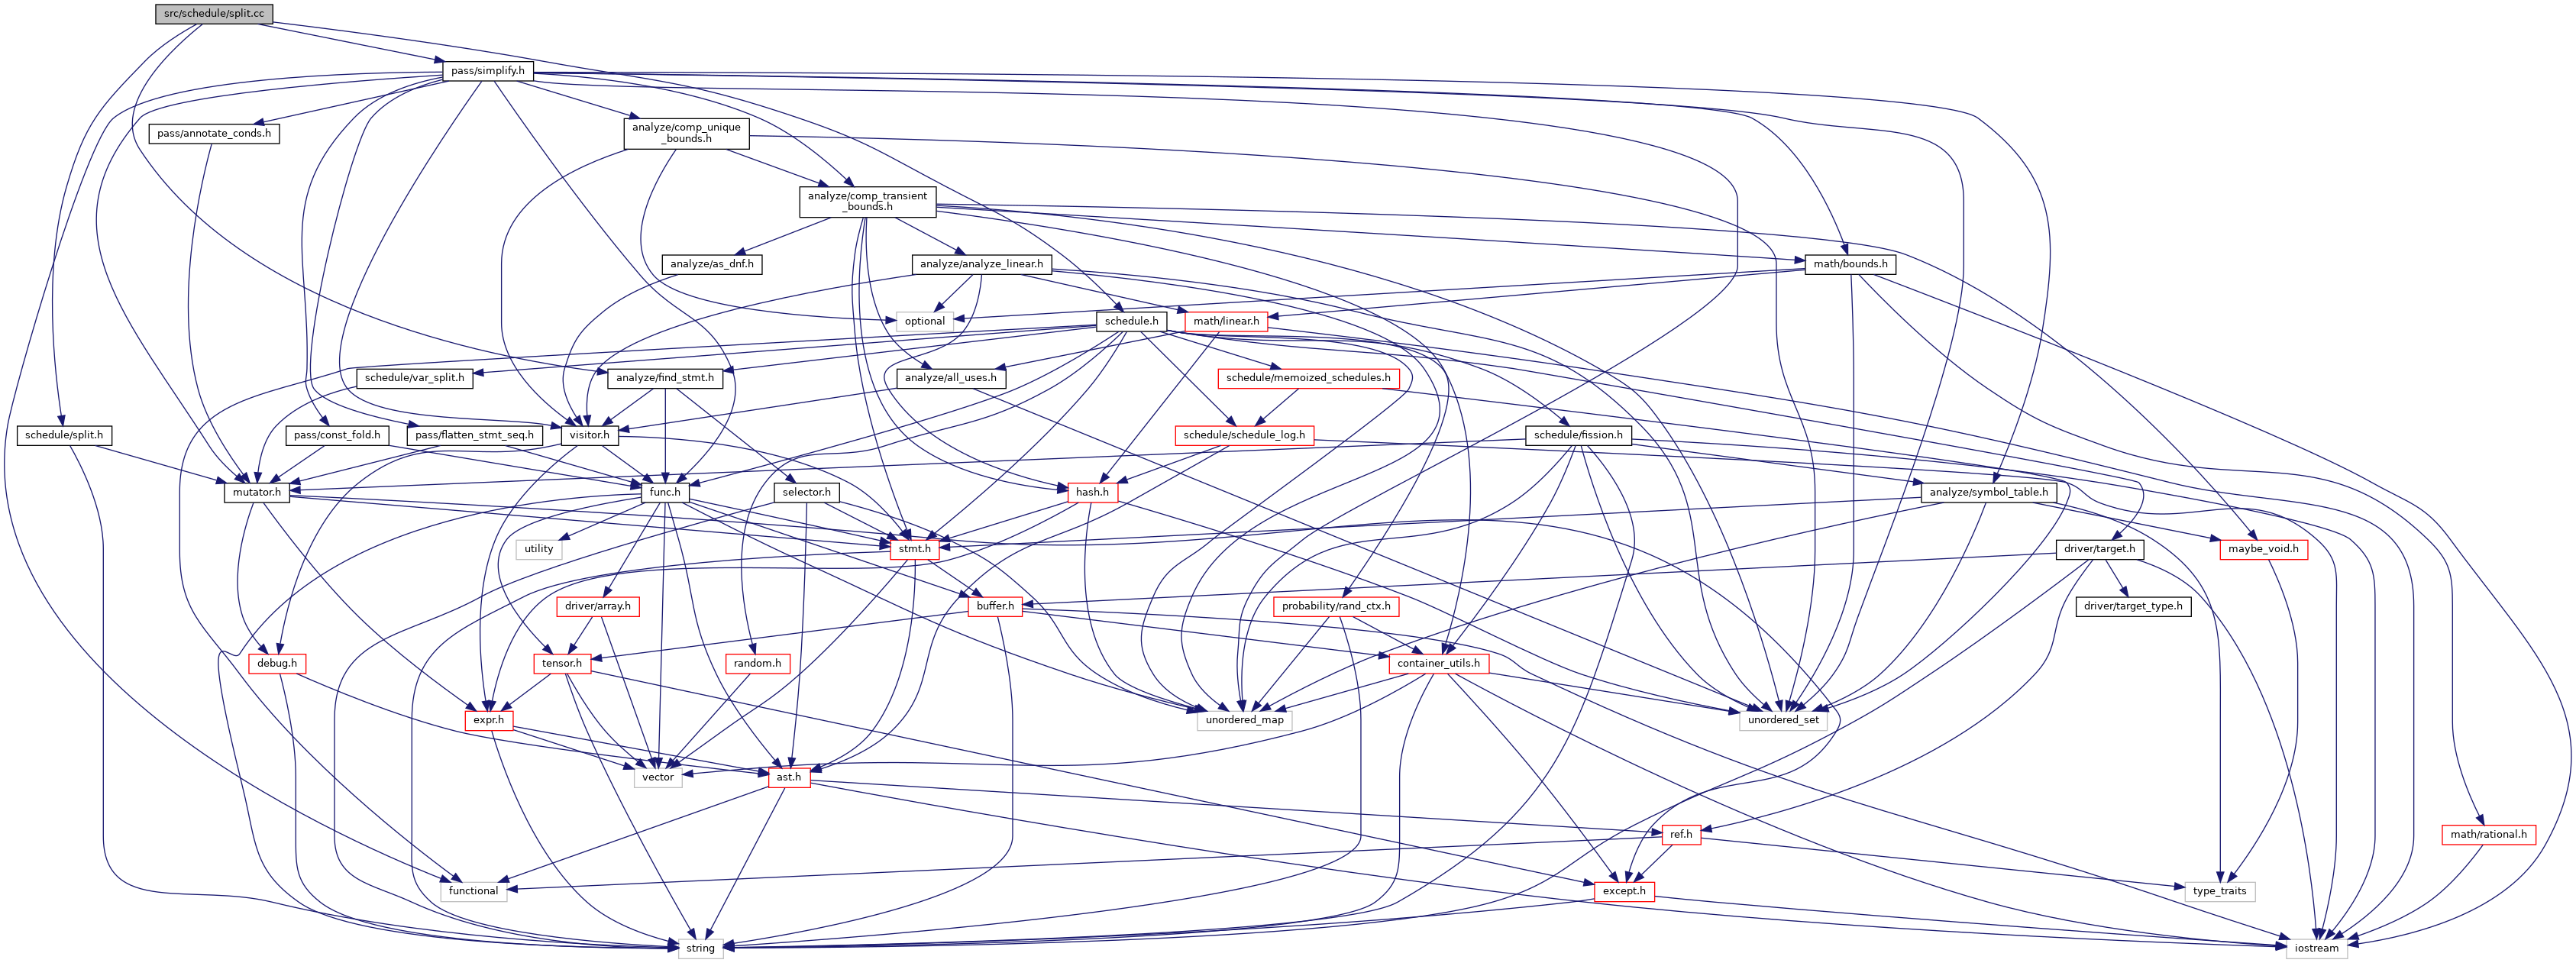 src/schedule/split.cc
pass/simplify.h
pass/annotate_conds.h
analyze/comp_unique
_bounds.h
analyze/comp_transient
_bounds.h
analyze/as_dnf.h
analyze/analyze_linear.h
math/bounds.h
optional
schedule.h
math/linear.h
schedule/var_split.h
analyze/find_stmt.h
analyze/all_uses.h
schedule/memoized_schedules.h
schedule/split.h
pass/const_fold.h
pass/flatten_stmt_seq.h
visitor.h
schedule/schedule_log.h
schedule/fission.h
mutator.h
func.h
selector.h
hash.h
analyze/symbol_table.h
utility
stmt.h
driver/target.h
maybe_void.h
driver/array.h
buffer.h
probability/rand_ctx.h
driver/target_type.h
debug.h
tensor.h
random.h
container_utils.h
expr.h
unordered_map
unordered_set
vector
ast.h
ref.h
math/rational.h
functional
except.h
type_traits
string
iostream